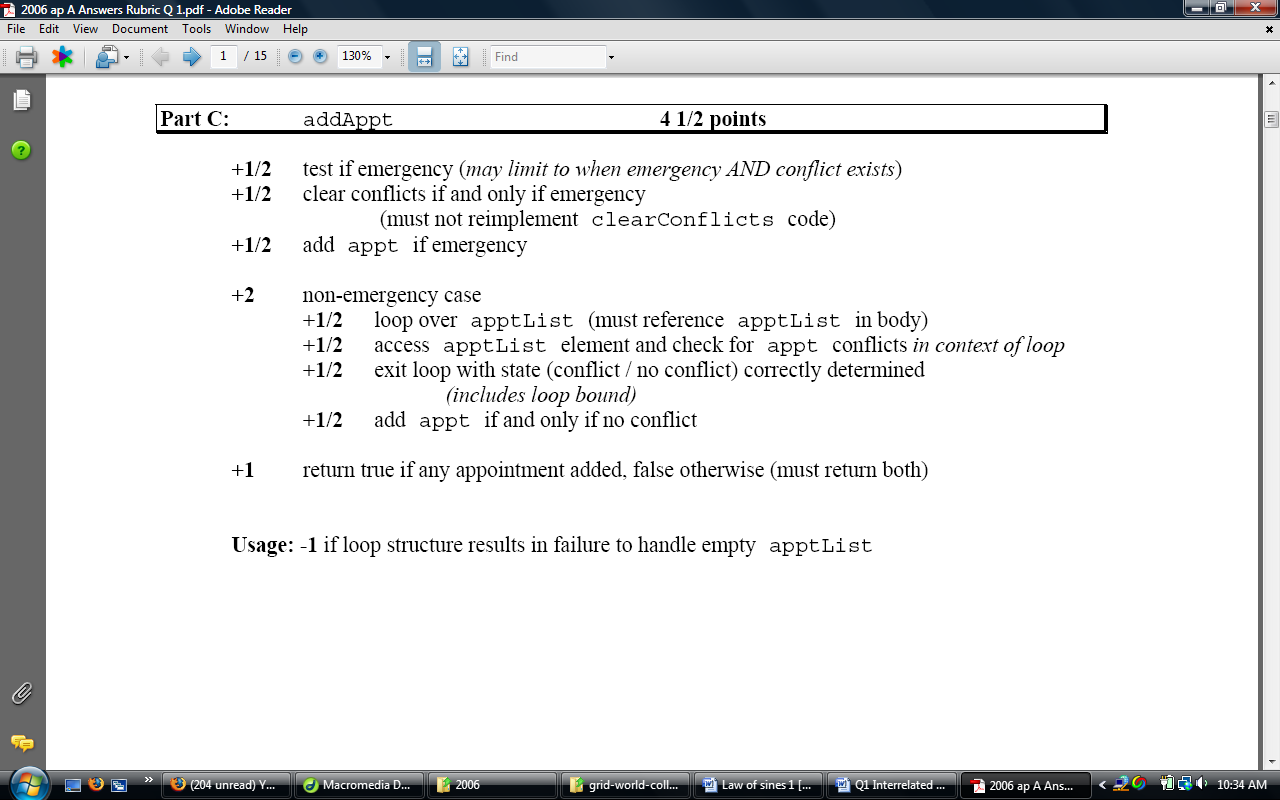 2006 ap A Answers Rubric Q 1.pdf - Adobe Reader
File Edit View Document Tools Window Help
1 / 15 130% Find
Part C: addAppt 4 1/2 points
+1/2 test if emergency (may limit to when emergency AND conflict exists)
+1/2 clear conflicts if and only if emergency
(must not reimplement clearConflicts code)
+1/2 add appt if emergency
+2 non-emergency case
+1/2 loop over apptList (must reference apptList in body)
+1/2 access apptList element and check for appt conflicts in context of loop
+1/2 exit loop with state (conflict / no conflict) correctly determined
(includes loop bound)
+1/2 add appt if and only if no conflict
+1 return true if any appointment added, false otherwise (must return both)
Usage: -1 if loop structure results in failure to handle empty apptList
(204 unread) Y... Macromedia D... 2006 grid-world-coll... Law of sines 1 [... Q1 Interrelated ... 2006 ap A Ans... 10:34 AM